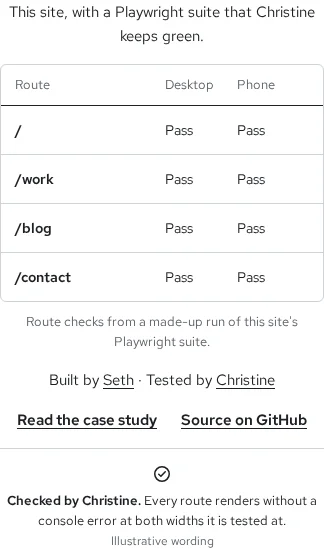 This site, with a Playwright suite that Christine
keeps green.
Route Desktop Phone
/ Pass Pass
/work Pass Pass
/blog Pass Pass
/contact Pass Pass
Route checks from a made-up run of this site's
Playwright suite.
Built by Seth · Tested by Christine
Read the case study Source on GitHub
Checked by Christine. Every route renders without a
console error at both widths it is tested at.
Illustrative wording